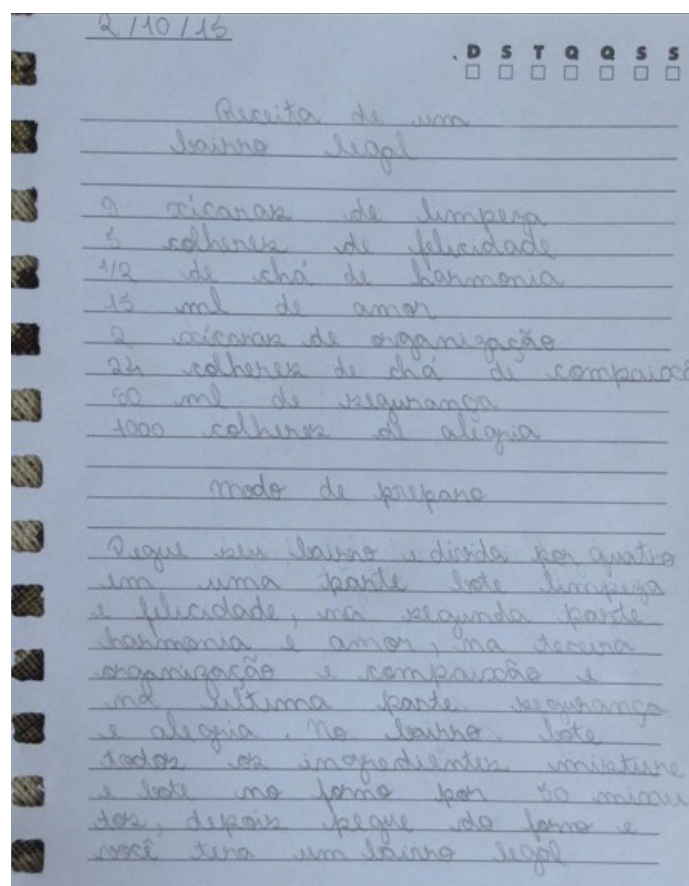 2/10/15
D S T Q Q S S
Receita de um
bairro legal
xícaras de limpeza
colheres de felicidade
1/2 de chá de harmonia
15 ml de amor
2 xícaras de organização
24 colheres de chá de compaixã
ml de segurança
1000 colheres de alegria
modo de preparo
Pegue seu bairro e divida por quatro
em uma parte bote limpeza
e felicidade, na segunda parte
harmonia e amor, na terceira
organização e compaixão e
na última parte segurança
e alegria. No bairro bote
todos os ingredientes misture
e bote no forno por 50 minu
tos, depois pegue do forno e
você tera um bairro legal